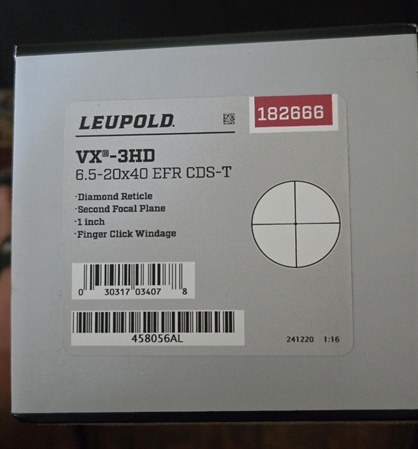 LEUPOLD.
182666
VX®-3HD
6.5-20x40 EFR CDS-T
·Diamond Reticle
·Second Focal Plane
·1 inch
·Finger Click Windage
0 30317 03407 8
458056AL
241220 1:16